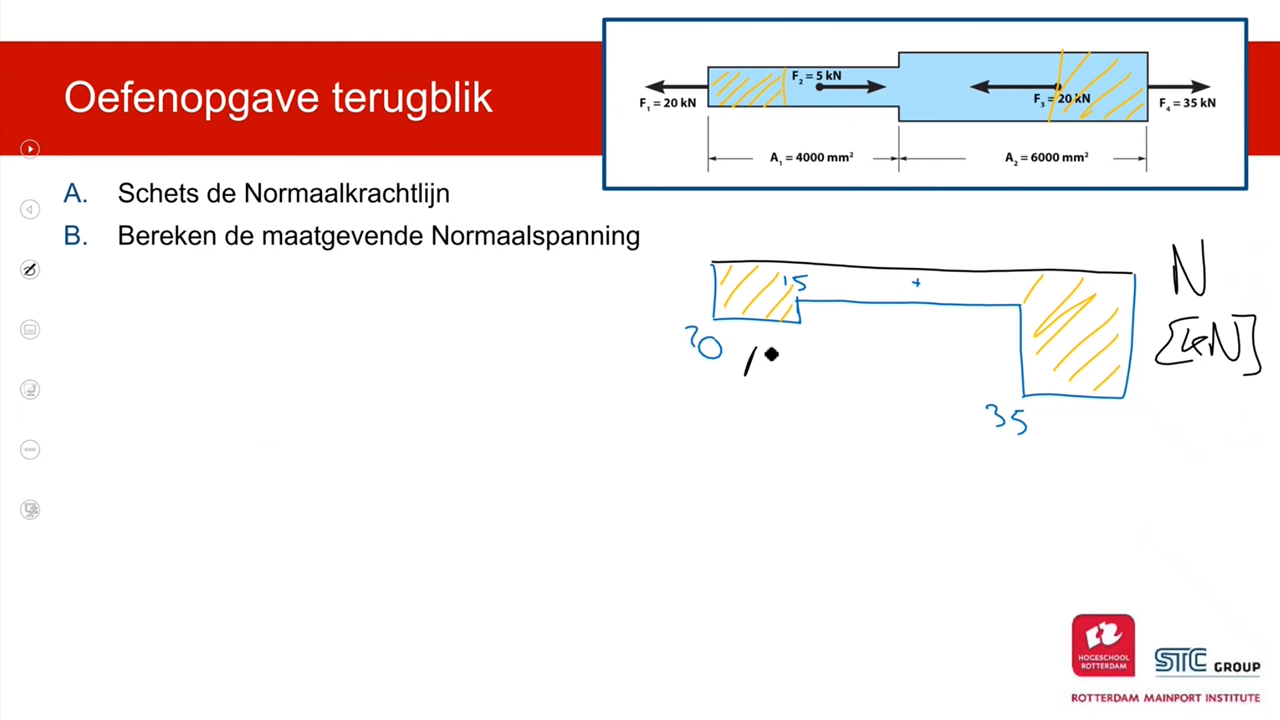 Oefenopgave terugblik
F₁ = 20 kN
F₂ = 5 kN
F₃ = 20 kN
F₄ = 35 kN
A₁ = 4000 mm²
A₂ = 6000 mm²
A. Schets de Normaalkrachtlijn
B. Bereken de maatgevende Normaalspanning
15
+
N
20
[kN]
35
HOGESCHOOL
ROTTERDAM
STC GROUP
ROTTERDAM MAINPORT INSTITUTE